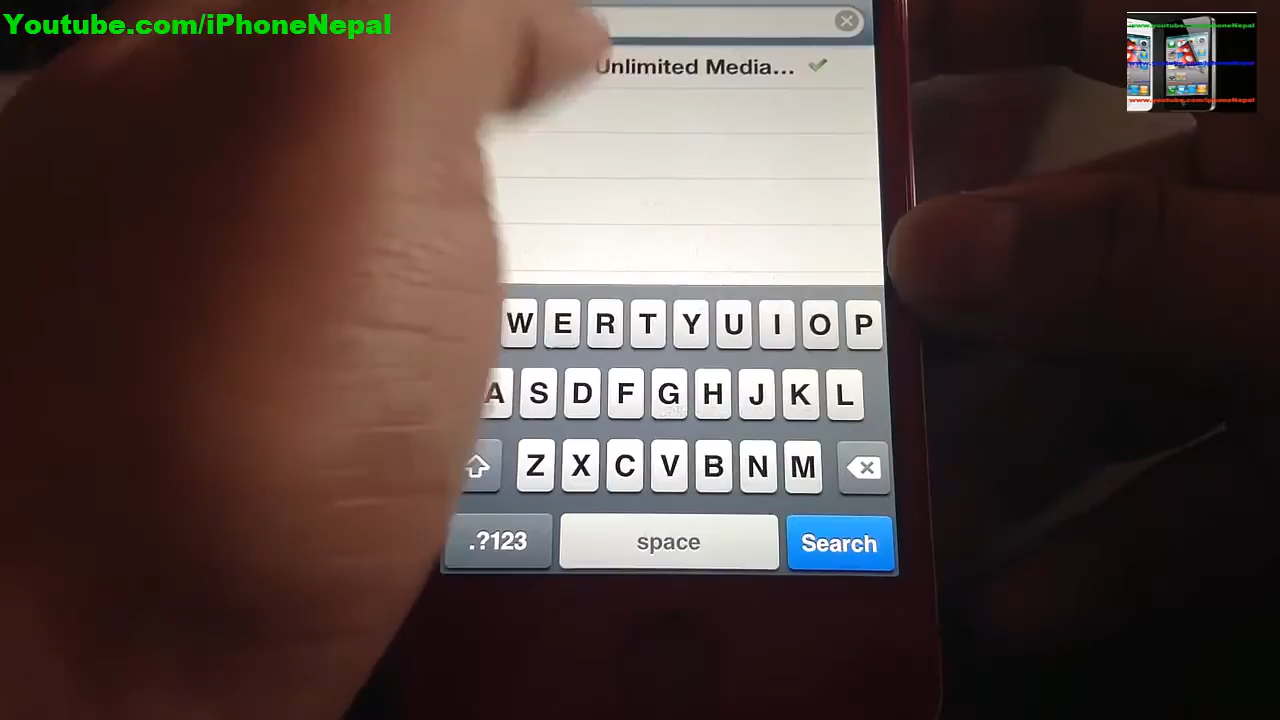 Youtube.com/iPhoneNepal
Unlimited Media...
W E R T Y U I O P
A S D F G H J K L
Z X C V B N M
.?123 space Search